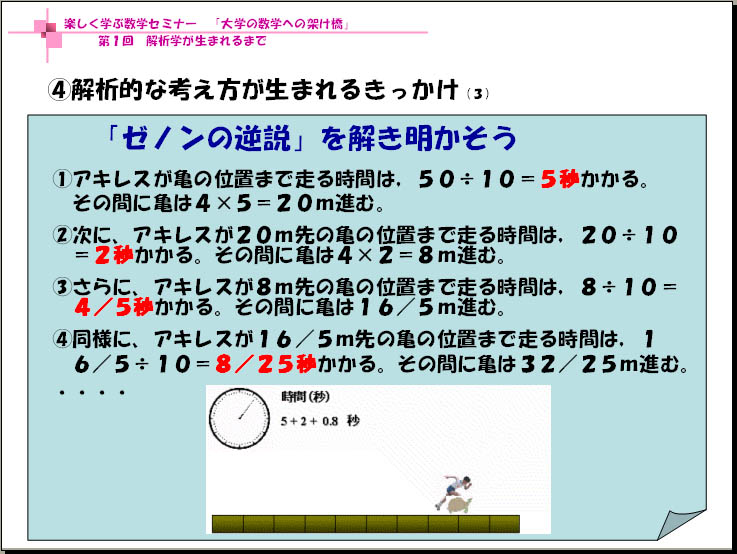 楽しく学ぶ数学セミナー 「大学の数学への架け橋」
第1回 解析学が生まれるまで
④解析的な考え方が生まれるきっかけ（3）
「ゼノンの逆説」を解き明かそう
①アキレスが亀の位置まで走る時間は，５０÷１０＝５秒かかる。
その間に亀は４×５＝２０ｍ進む。
②次に、アキレスが２０ｍ先の亀の位置まで走る時間は，２０÷１０
＝２秒かかる。その間に亀は４×２＝８ｍ進む。
③さらに、アキレスが８ｍ先の亀の位置まで走る時間は，８÷１０＝
４／５秒かかる。その間に亀は１６／５ｍ進む。
④同様に、アキレスが１６／５ｍ先の亀の位置まで走る時間は，１
６／５÷１０＝８／２５秒かかる。その間に亀は３２／２５ｍ進む。
・・・・
時間(秒)
5 + 2 + 0.8 秒